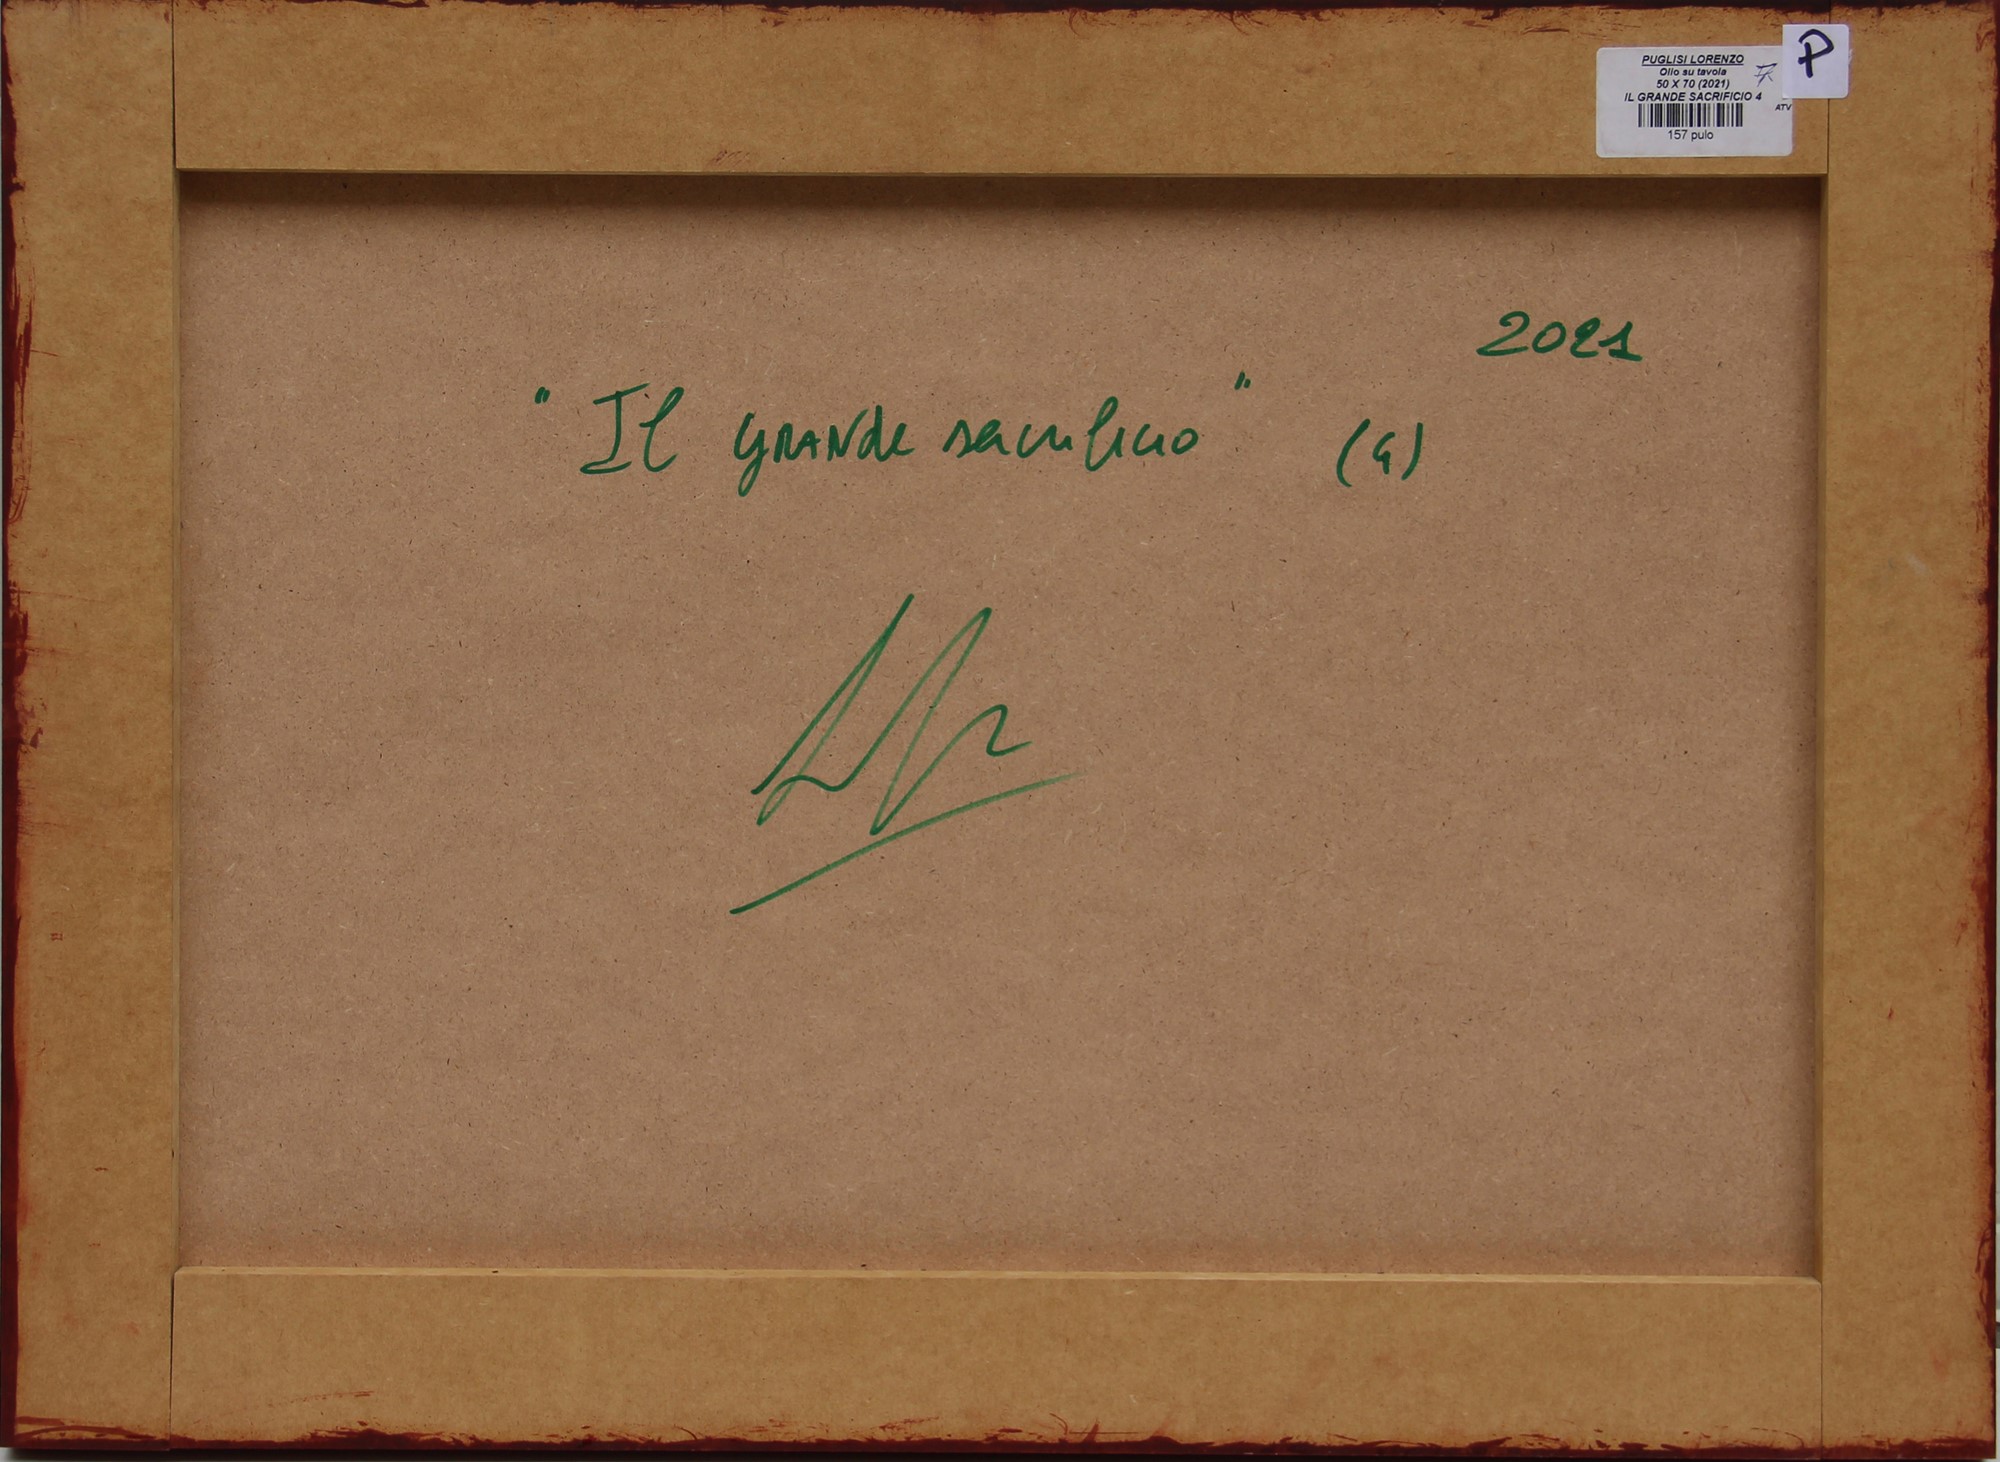 PUGLISI LORENZO
Olio su tavola
50 X 70 (2021)
IL GRANDE SACRIFICIO 4
ATV
157 pulo
P
2021
"Il GRANde sacrificio" (4)